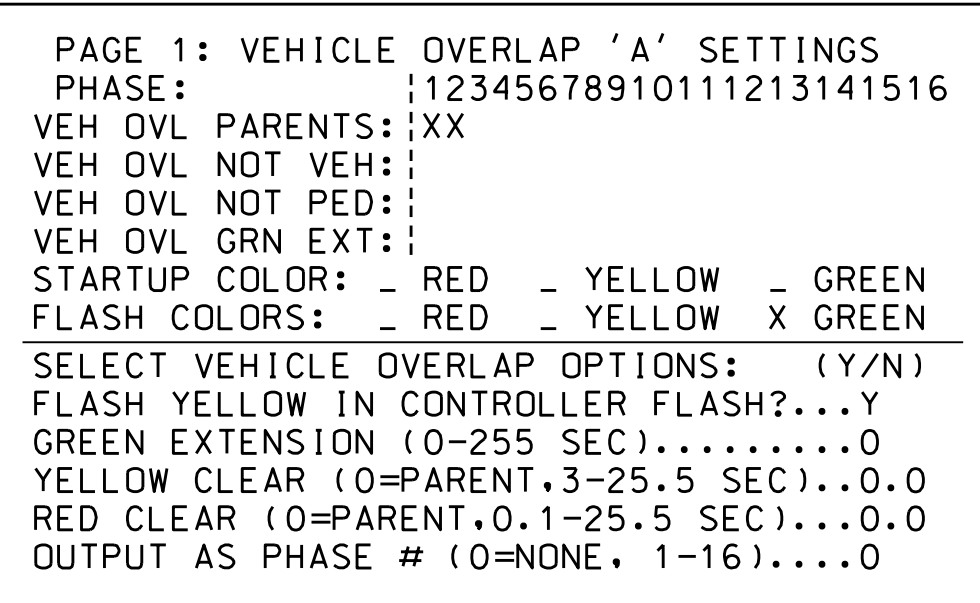 PAGE 1: VEHICLE OVERLAP 'A' SETTINGS
PHASE: ¦12345678910111213141516
VEH OVL PARENTS:¦XX
VEH OVL NOT VEH:¦
VEH OVL NOT PED:¦
VEH OVL GRN EXT:¦
STARTUP COLOR: _ RED _ YELLOW _ GREEN
FLASH COLORS: _ RED _ YELLOW X GREEN
SELECT VEHICLE OVERLAP OPTIONS: (Y/N)
FLASH YELLOW IN CONTROLLER FLASH?...Y
GREEN EXTENSION (0-255 SEC).........0
YELLOW CLEAR (0=PARENT,3-25.5 SEC)..0.0
RED CLEAR (0=PARENT,0.1-25.5 SEC)...0.0
OUTPUT AS PHASE # (0=NONE, 1-16)....0